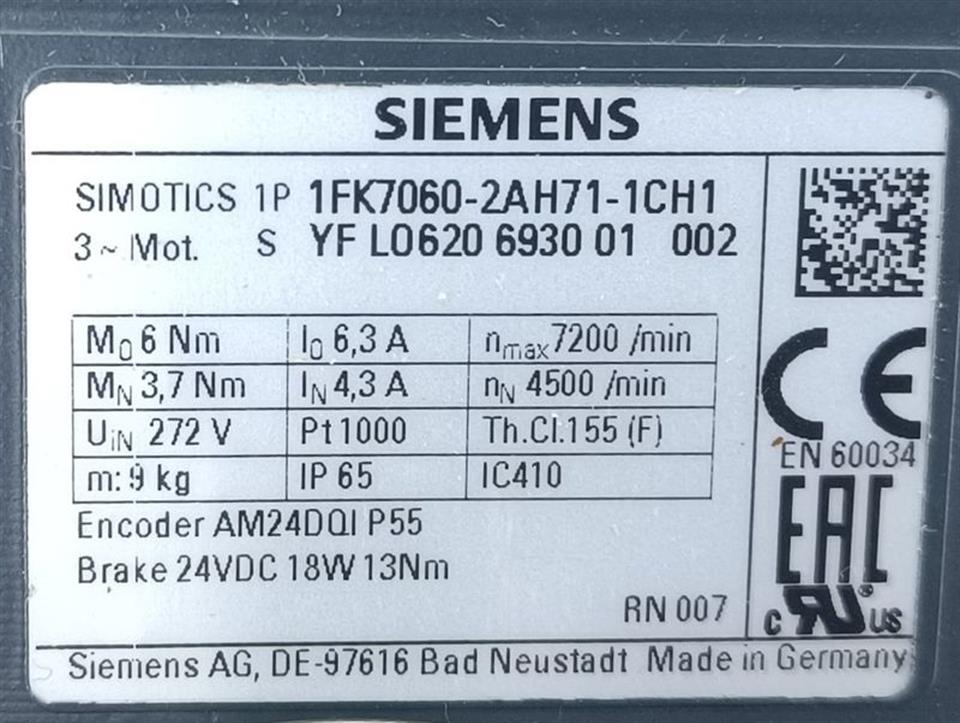 SIEMENS
SIMOTICS 1P 1FK7060-2AH71-1CH1
3~ Mot. S YF L0620 6930 01 002
M0 6 Nm I0 6,3 A nmax 7200 /min
MN 3,7 Nm IN 4,3 A nN 4500 /min
UiN 272 V Pt1000 Th.Cl.155 (F)
m: 9 kg IP 65 IC410
Encoder AM24DQI P55
Brake 24VDC 18W 13Nm
RN 007
CE
EN 60034
EAC
c RU® US
Siemens AG, DE-97616 Bad Neustadt Made in Germany